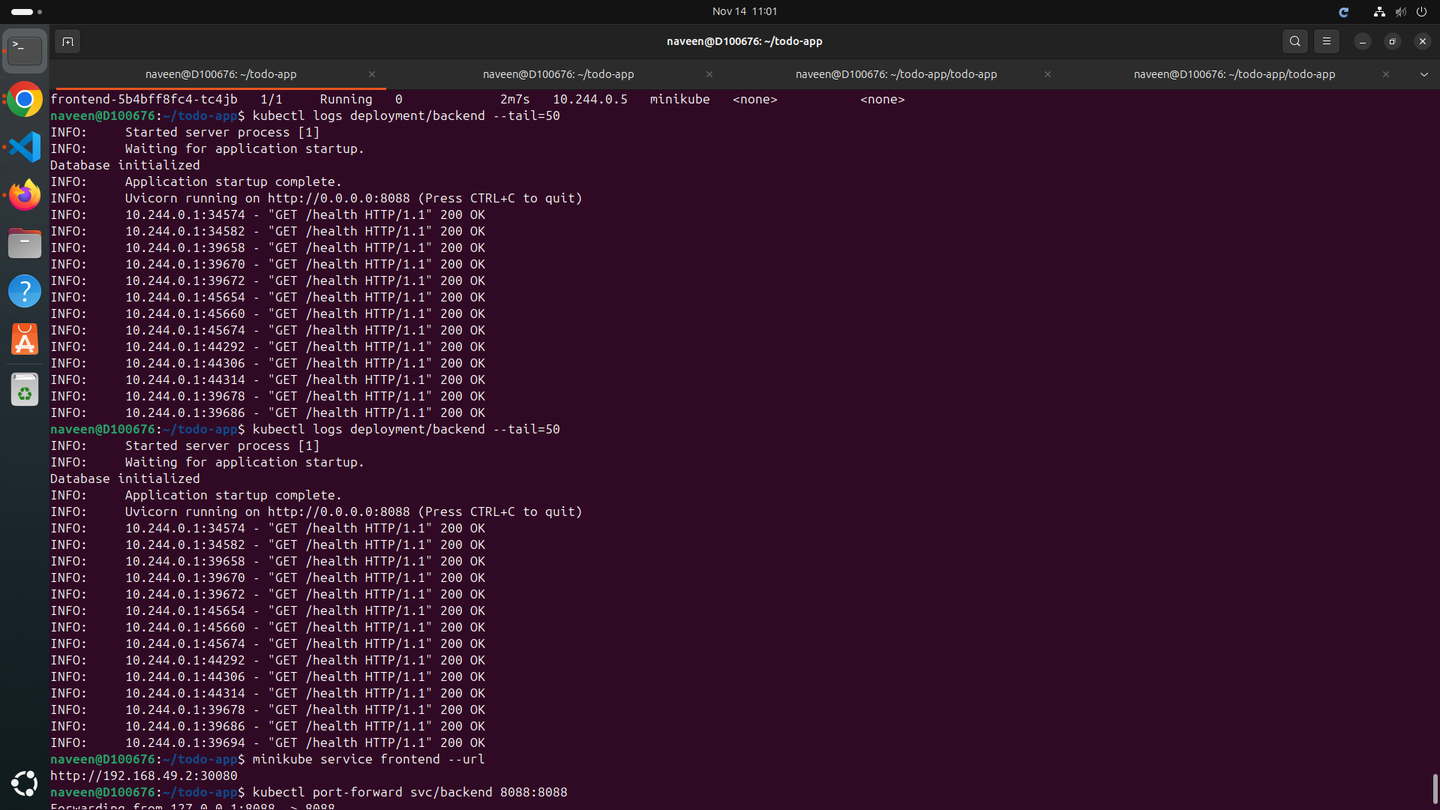 Nov 14 11:01
naveen@D100676: ~/todo-app
naveen@D100676: ~/todo-app
naveen@D100676: ~/todo-app
naveen@D100676: ~/todo-app/todo-app
naveen@D100676: ~/todo-app/todo-app
frontend-5b4bff8fc4-tc4jb 1/1 Running 0 2m7s 10.244.0.5 minikube <none> <none>
naveen@D100676:~/todo-app$ kubectl logs deployment/backend --tail=50
INFO: Started server process [1]
INFO: Waiting for application startup.
Database initialized
INFO: Application startup complete.
INFO: Uvicorn running on http://0.0.0.0:8088 (Press CTRL+C to quit)
INFO: 10.244.0.1:34574 - "GET /health HTTP/1.1" 200 OK
INFO: 10.244.0.1:34582 - "GET /health HTTP/1.1" 200 OK
INFO: 10.244.0.1:39658 - "GET /health HTTP/1.1" 200 OK
INFO: 10.244.0.1:39670 - "GET /health HTTP/1.1" 200 OK
INFO: 10.244.0.1:39672 - "GET /health HTTP/1.1" 200 OK
INFO: 10.244.0.1:45654 - "GET /health HTTP/1.1" 200 OK
INFO: 10.244.0.1:45660 - "GET /health HTTP/1.1" 200 OK
INFO: 10.244.0.1:45674 - "GET /health HTTP/1.1" 200 OK
INFO: 10.244.0.1:44292 - "GET /health HTTP/1.1" 200 OK
INFO: 10.244.0.1:44306 - "GET /health HTTP/1.1" 200 OK
INFO: 10.244.0.1:44314 - "GET /health HTTP/1.1" 200 OK
INFO: 10.244.0.1:39678 - "GET /health HTTP/1.1" 200 OK
INFO: 10.244.0.1:39686 - "GET /health HTTP/1.1" 200 OK
naveen@D100676:~/todo-app$ kubectl logs deployment/backend --tail=50
INFO: Started server process [1]
INFO: Waiting for application startup.
Database initialized
INFO: Application startup complete.
INFO: Uvicorn running on http://0.0.0.0:8088 (Press CTRL+C to quit)
INFO: 10.244.0.1:34574 - "GET /health HTTP/1.1" 200 OK
INFO: 10.244.0.1:34582 - "GET /health HTTP/1.1" 200 OK
INFO: 10.244.0.1:39658 - "GET /health HTTP/1.1" 200 OK
INFO: 10.244.0.1:39670 - "GET /health HTTP/1.1" 200 OK
INFO: 10.244.0.1:39672 - "GET /health HTTP/1.1" 200 OK
INFO: 10.244.0.1:45654 - "GET /health HTTP/1.1" 200 OK
INFO: 10.244.0.1:45660 - "GET /health HTTP/1.1" 200 OK
INFO: 10.244.0.1:45674 - "GET /health HTTP/1.1" 200 OK
INFO: 10.244.0.1:44292 - "GET /health HTTP/1.1" 200 OK
INFO: 10.244.0.1:44306 - "GET /health HTTP/1.1" 200 OK
INFO: 10.244.0.1:44314 - "GET /health HTTP/1.1" 200 OK
INFO: 10.244.0.1:39678 - "GET /health HTTP/1.1" 200 OK
INFO: 10.244.0.1:39686 - "GET /health HTTP/1.1" 200 OK
INFO: 10.244.0.1:39694 - "GET /health HTTP/1.1" 200 OK
naveen@D100676:~/todo-app$ minikube service frontend --url
http://192.168.49.2:30080
naveen@D100676:~/todo-app$ kubectl port-forward svc/backend 8088:8088
Forwarding from 127.0.0.1:8088 -> 8088